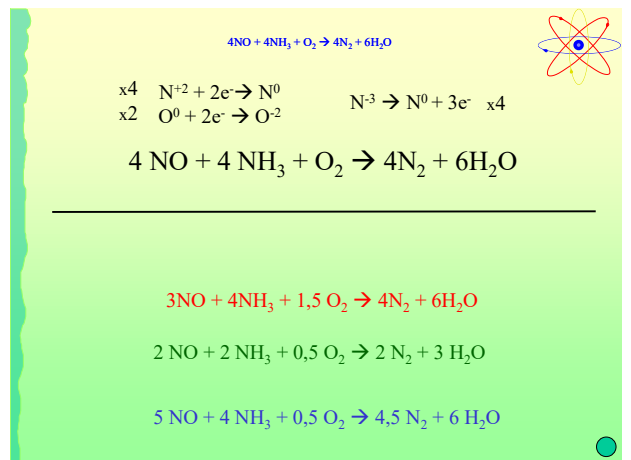 4NO + 4NH₃ + O₂ → 4N₂ + 6H₂O
x4 N⁺² + 2e⁻→ N⁰
x2 O⁰ + 2e⁻ → O⁻²
N⁻³ → N⁰ + 3e⁻ x4
4 NO + 4 NH₃ + O₂ → 4N₂ + 6H₂O
3NO + 4NH₃ + 1,5 O₂ → 4N₂ + 6H₂O
2 NO + 2 NH₃ + 0,5 O₂ → 2 N₂ + 3 H₂O
5 NO + 4 NH₃ + 0,5 O₂ → 4,5 N₂ + 6 H₂O